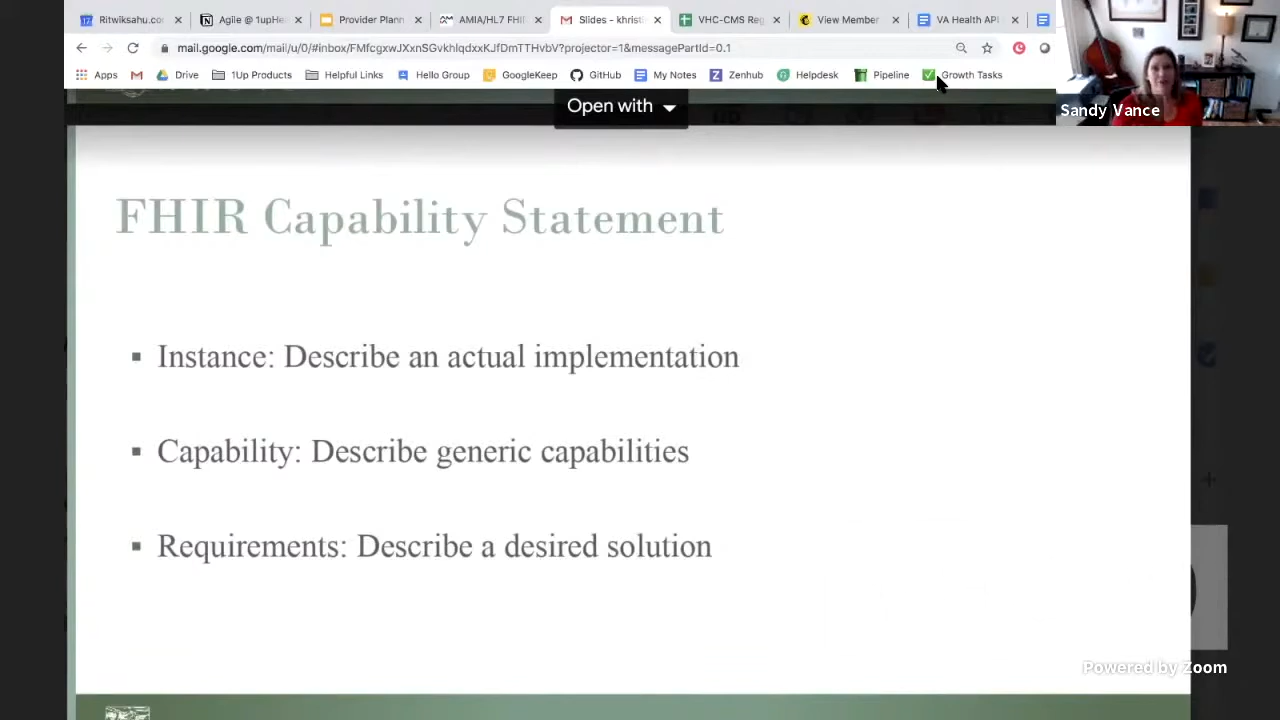 Ritwiksahu.co
Agile @ 1upHe
Provider Plann
AMIA/HL7 FHI
Slides - khristi
VHC-CMS Reg
View Member
VA Health API
mail.google.com/mail/u/0/#inbox/FMfcgxwJXxnSGvkhlqdxxKJfDmTTHvbV?projector=1&messagePartId=0.1
Apps
Drive
1Up Products
Helpful Links
Hello Group
GoogleKeep
GitHub
My Notes
Zenhub
Helpdesk
Pipeline
Growth Tasks
Open with
Sandy Vance
FHIR Capability Statement
▪ Instance: Describe an actual implementation
▪ Capability: Describe generic capabilities
▪ Requirements: Describe a desired solution
Powered by Zoom